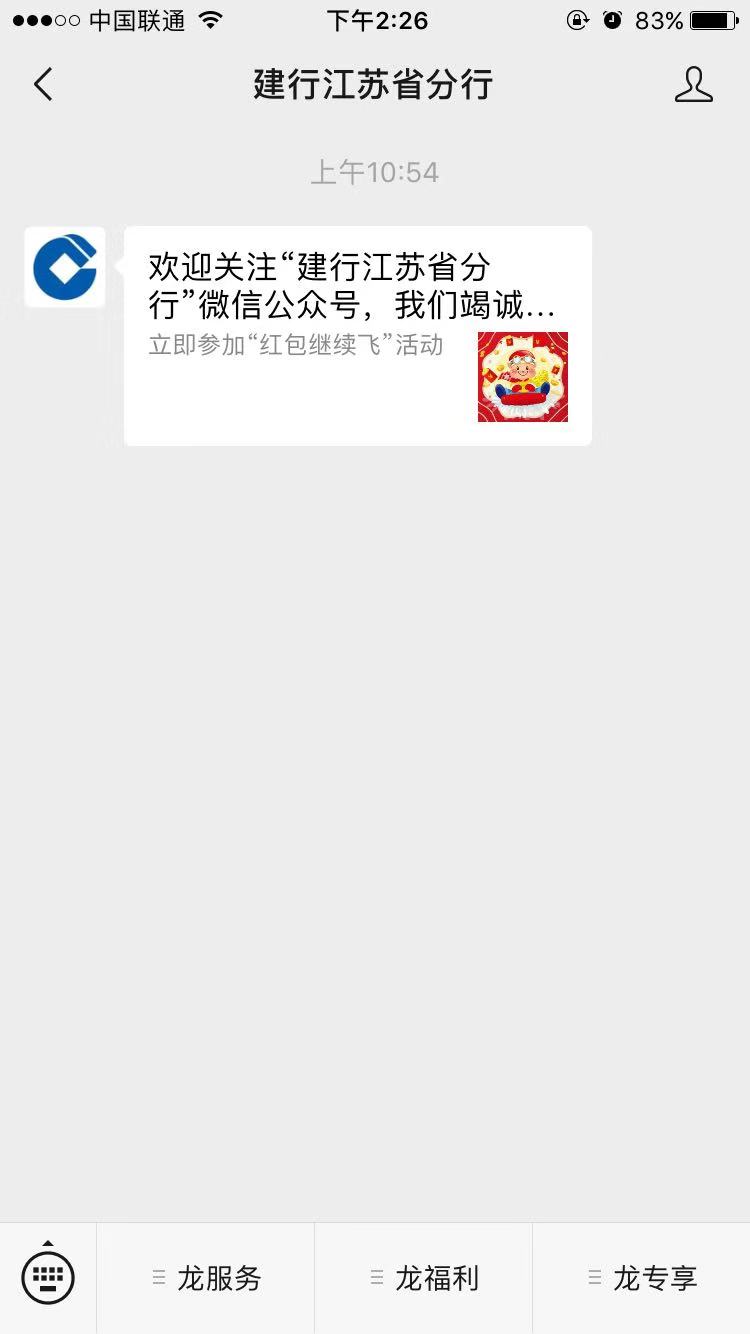 中国联通
下午2:26
83%
建行江苏省分行
上午10:54
欢迎关注“建行江苏省分
行”微信公众号，我们竭诚...
立即参加“红包继续飞”活动
龙服务
龙福利
龙专享